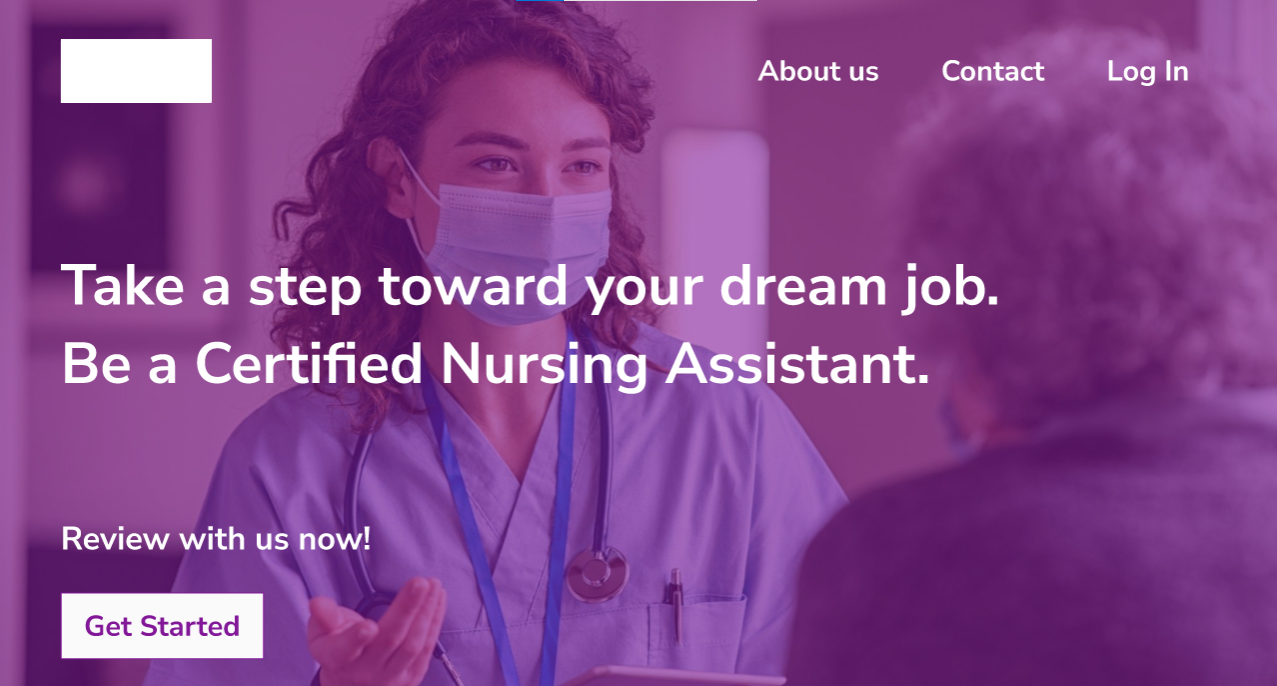 About us Contact Log In
Take a step toward your dream job.
Be a Certified Nursing Assistant.
Review with us now!
Get Started